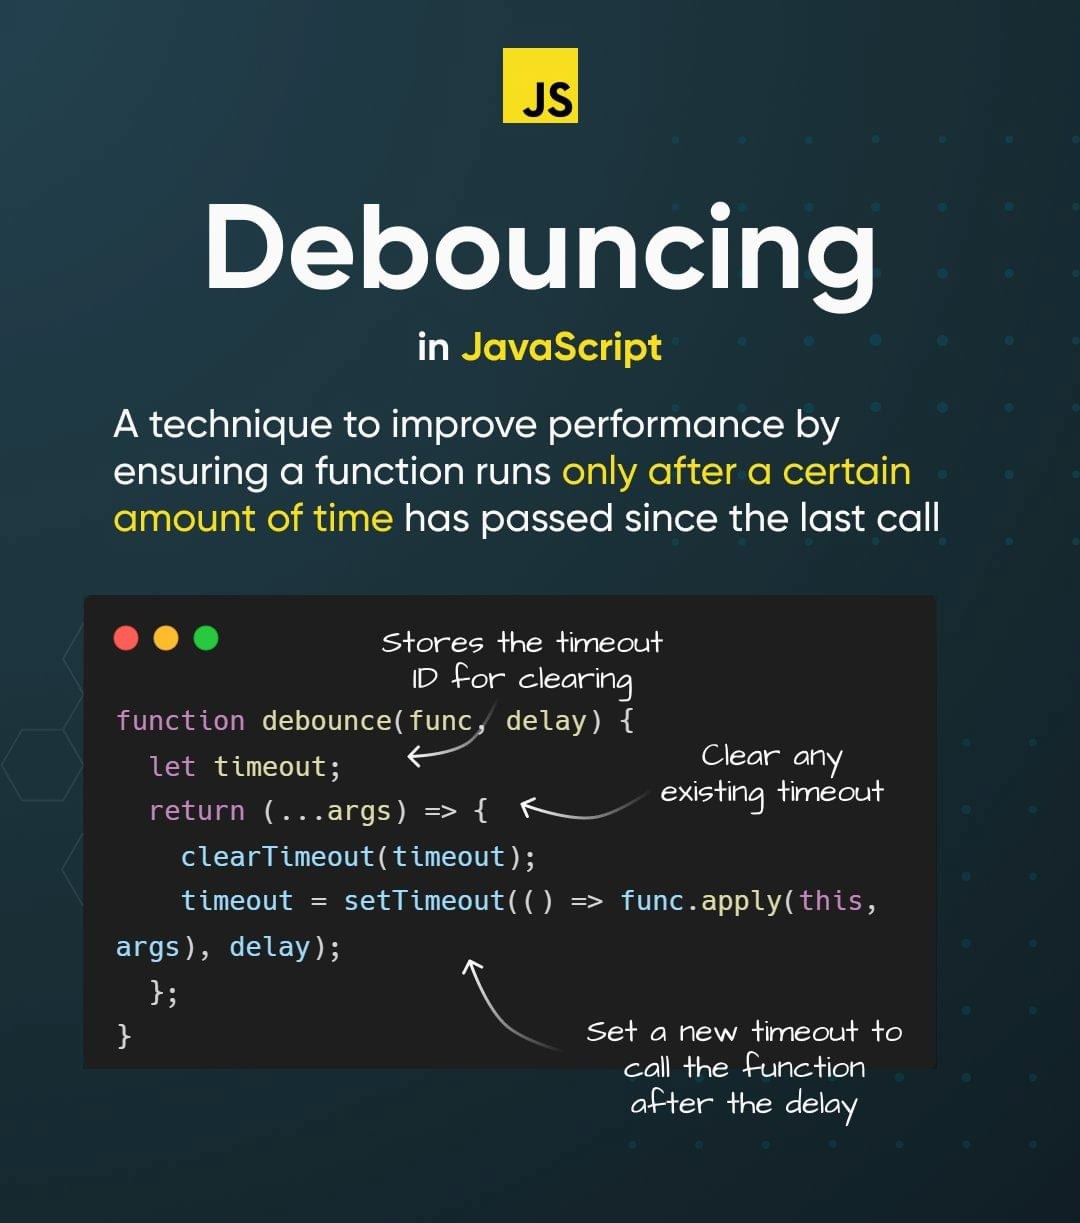 JS
Debouncing
in JavaScript
A technique to improve performance by
ensuring a function runs only after a certain
amount of time has passed since the last call
Stores the timeout
ID for clearing
function debounce(func, delay) {
  let timeout;
Clear any
existing timeout
  return (...args) => {
    clearTimeout(timeout);
    timeout = setTimeout(() => func.apply(this,
args), delay);
  };
}
Set a new timeout to
call the function
after the delay